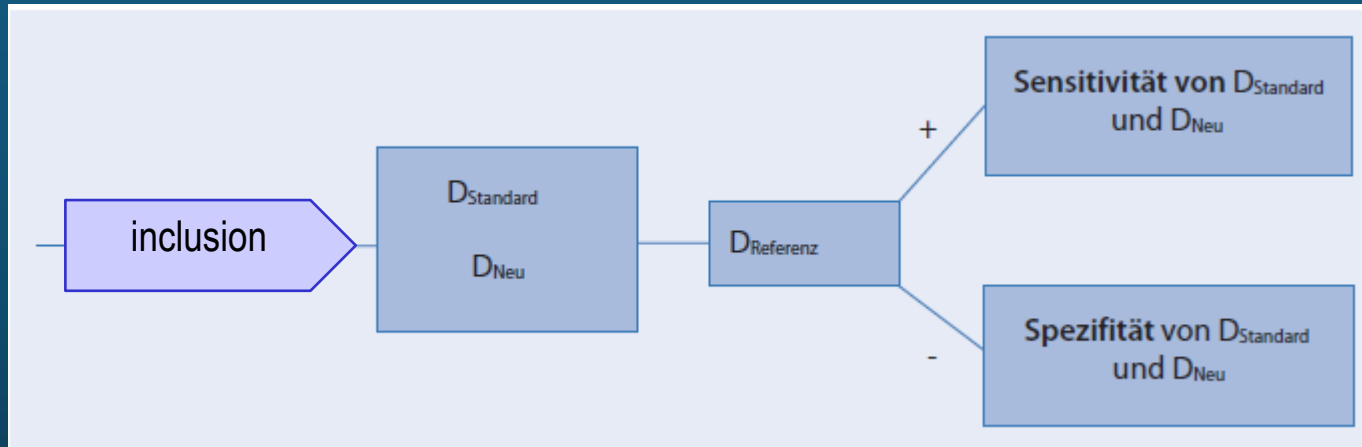 inclusion
DStandard
DNeu
DReferenz
+
-
Sensitivität von DStandard
und DNeu
Spezifität von DStandard
und DNeu